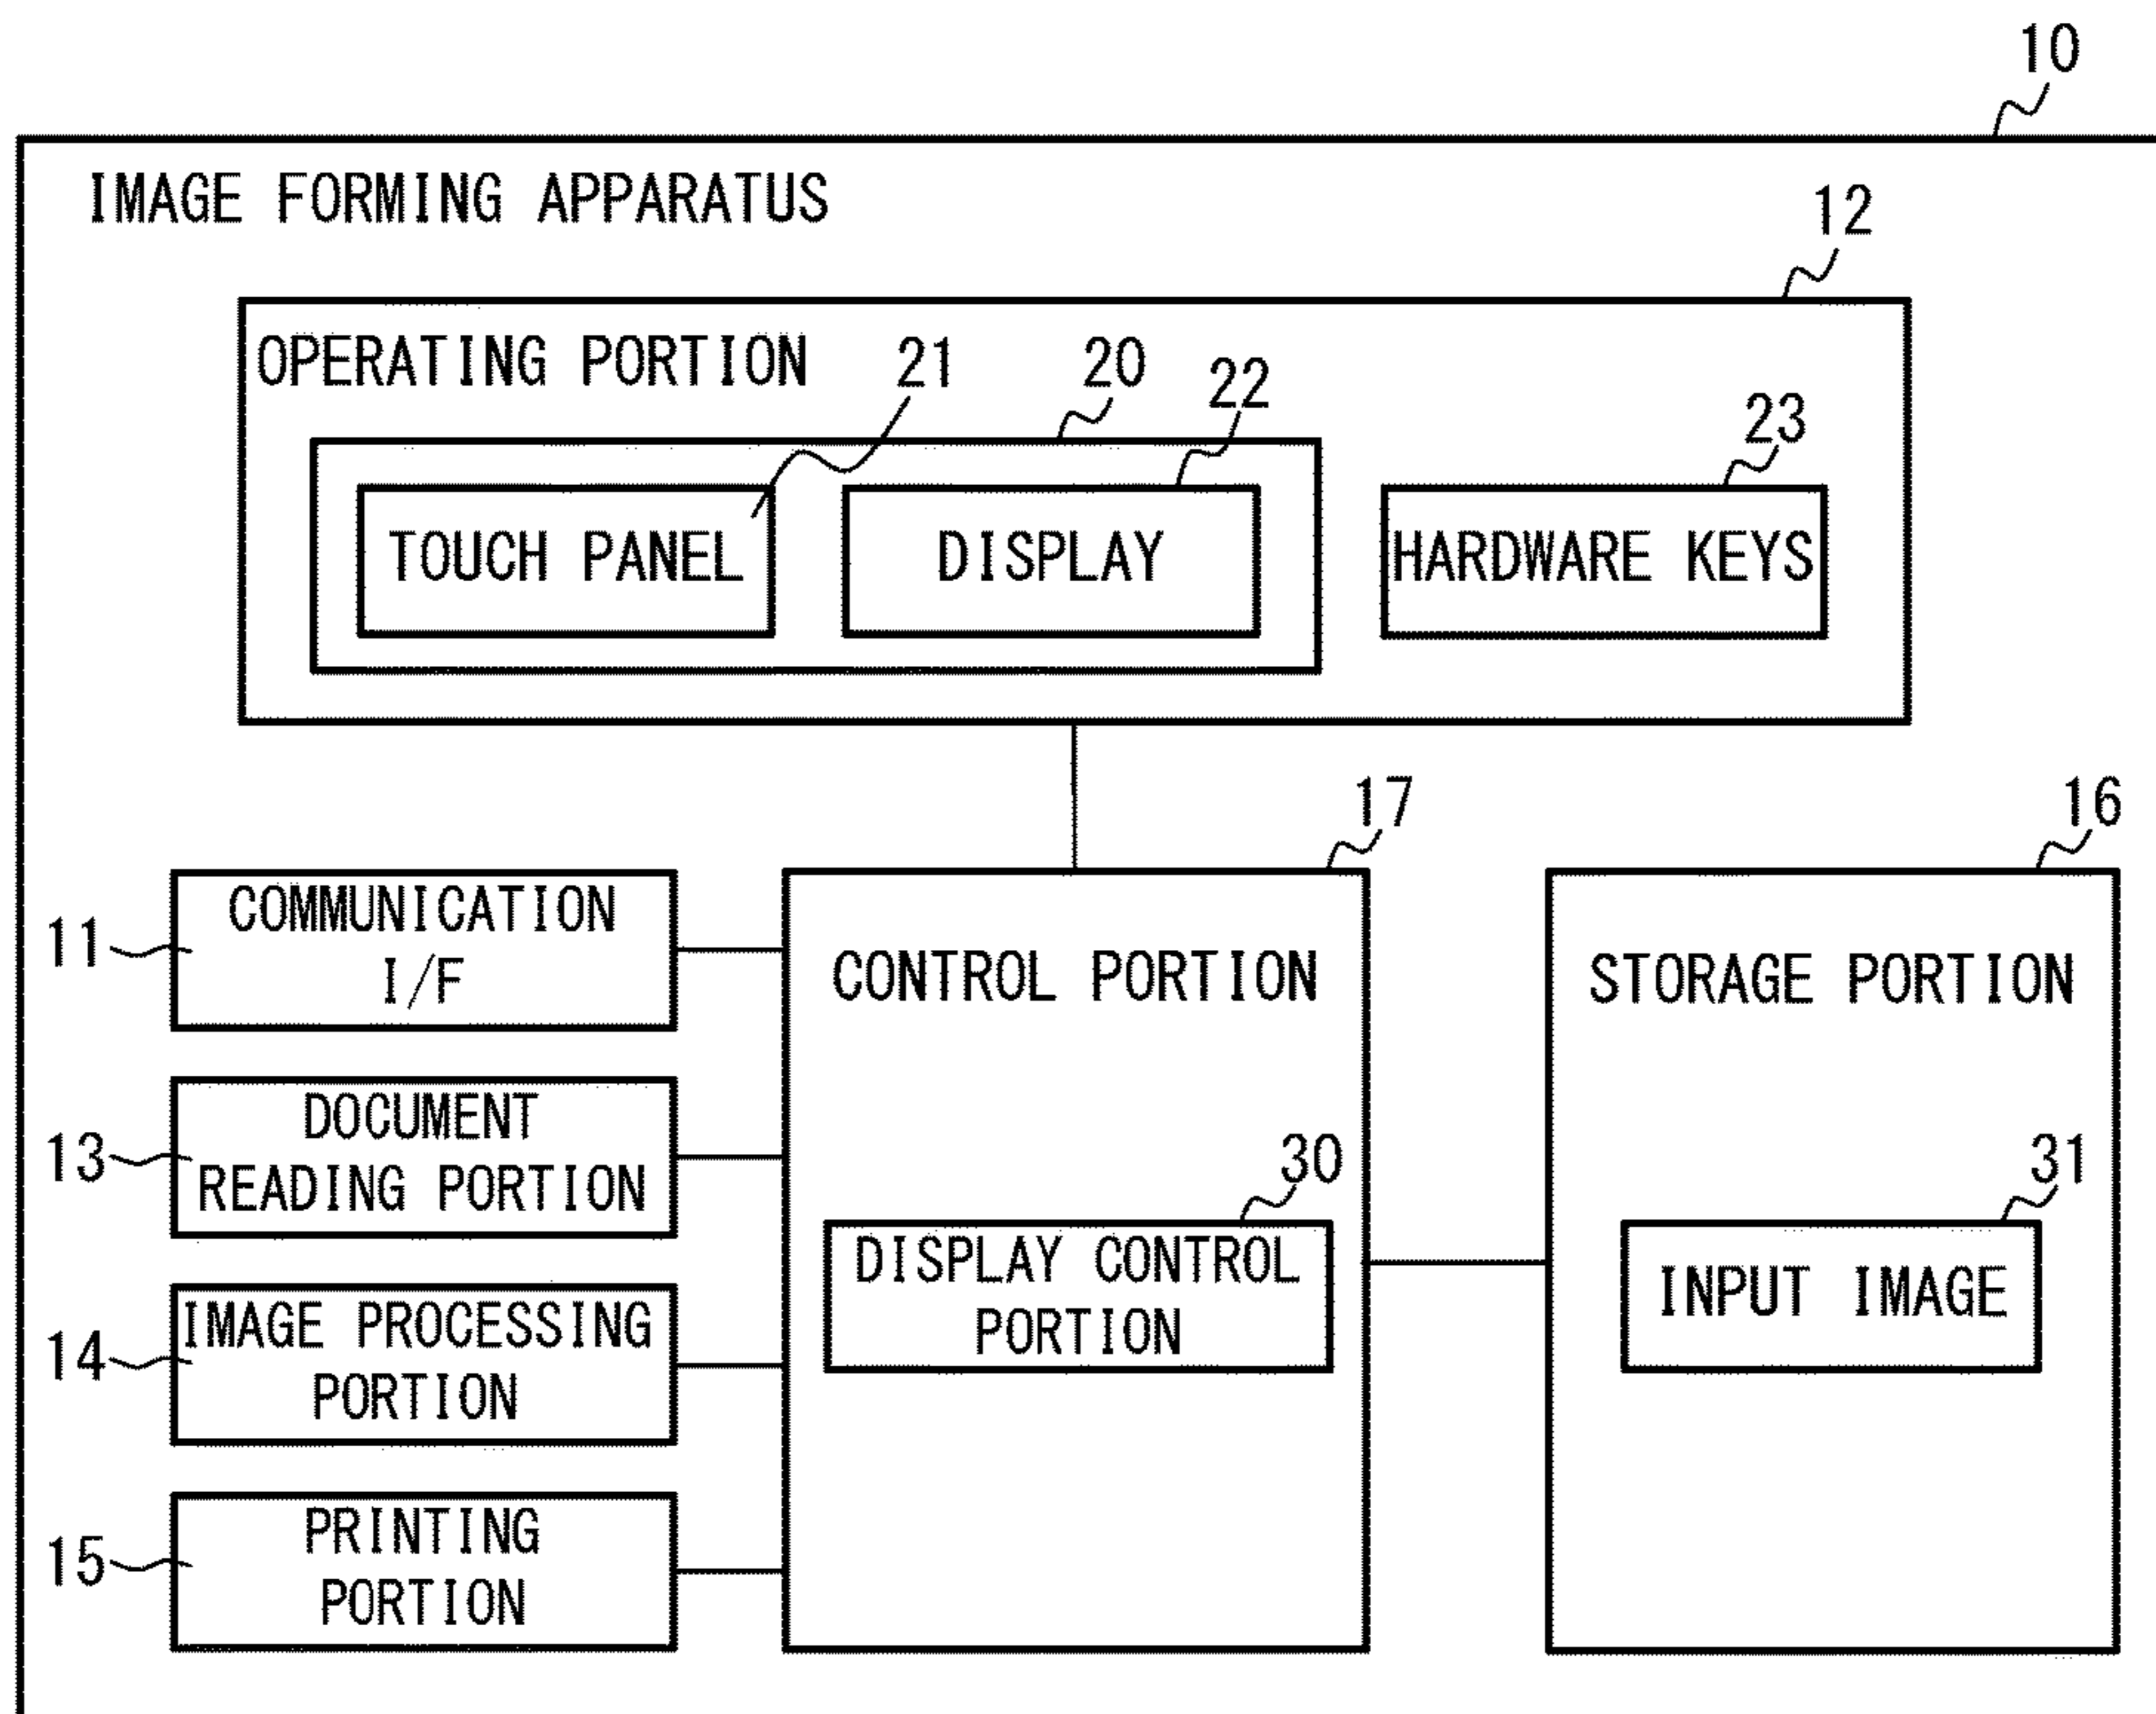 10
IMAGE FORMING APPARATUS
12
OPERATING PORTION
21
20
22
23
TOUCH PANEL
DISPLAY
HARDWARE KEYS
17
16
11
COMMUNICATION
I/F
CONTROL PORTION
STORAGE PORTION
13
DOCUMENT
READING PORTION
30
31
DISPLAY CONTROL
PORTION
INPUT IMAGE
14
IMAGE PROCESSING
PORTION
15
PRINTING
PORTION